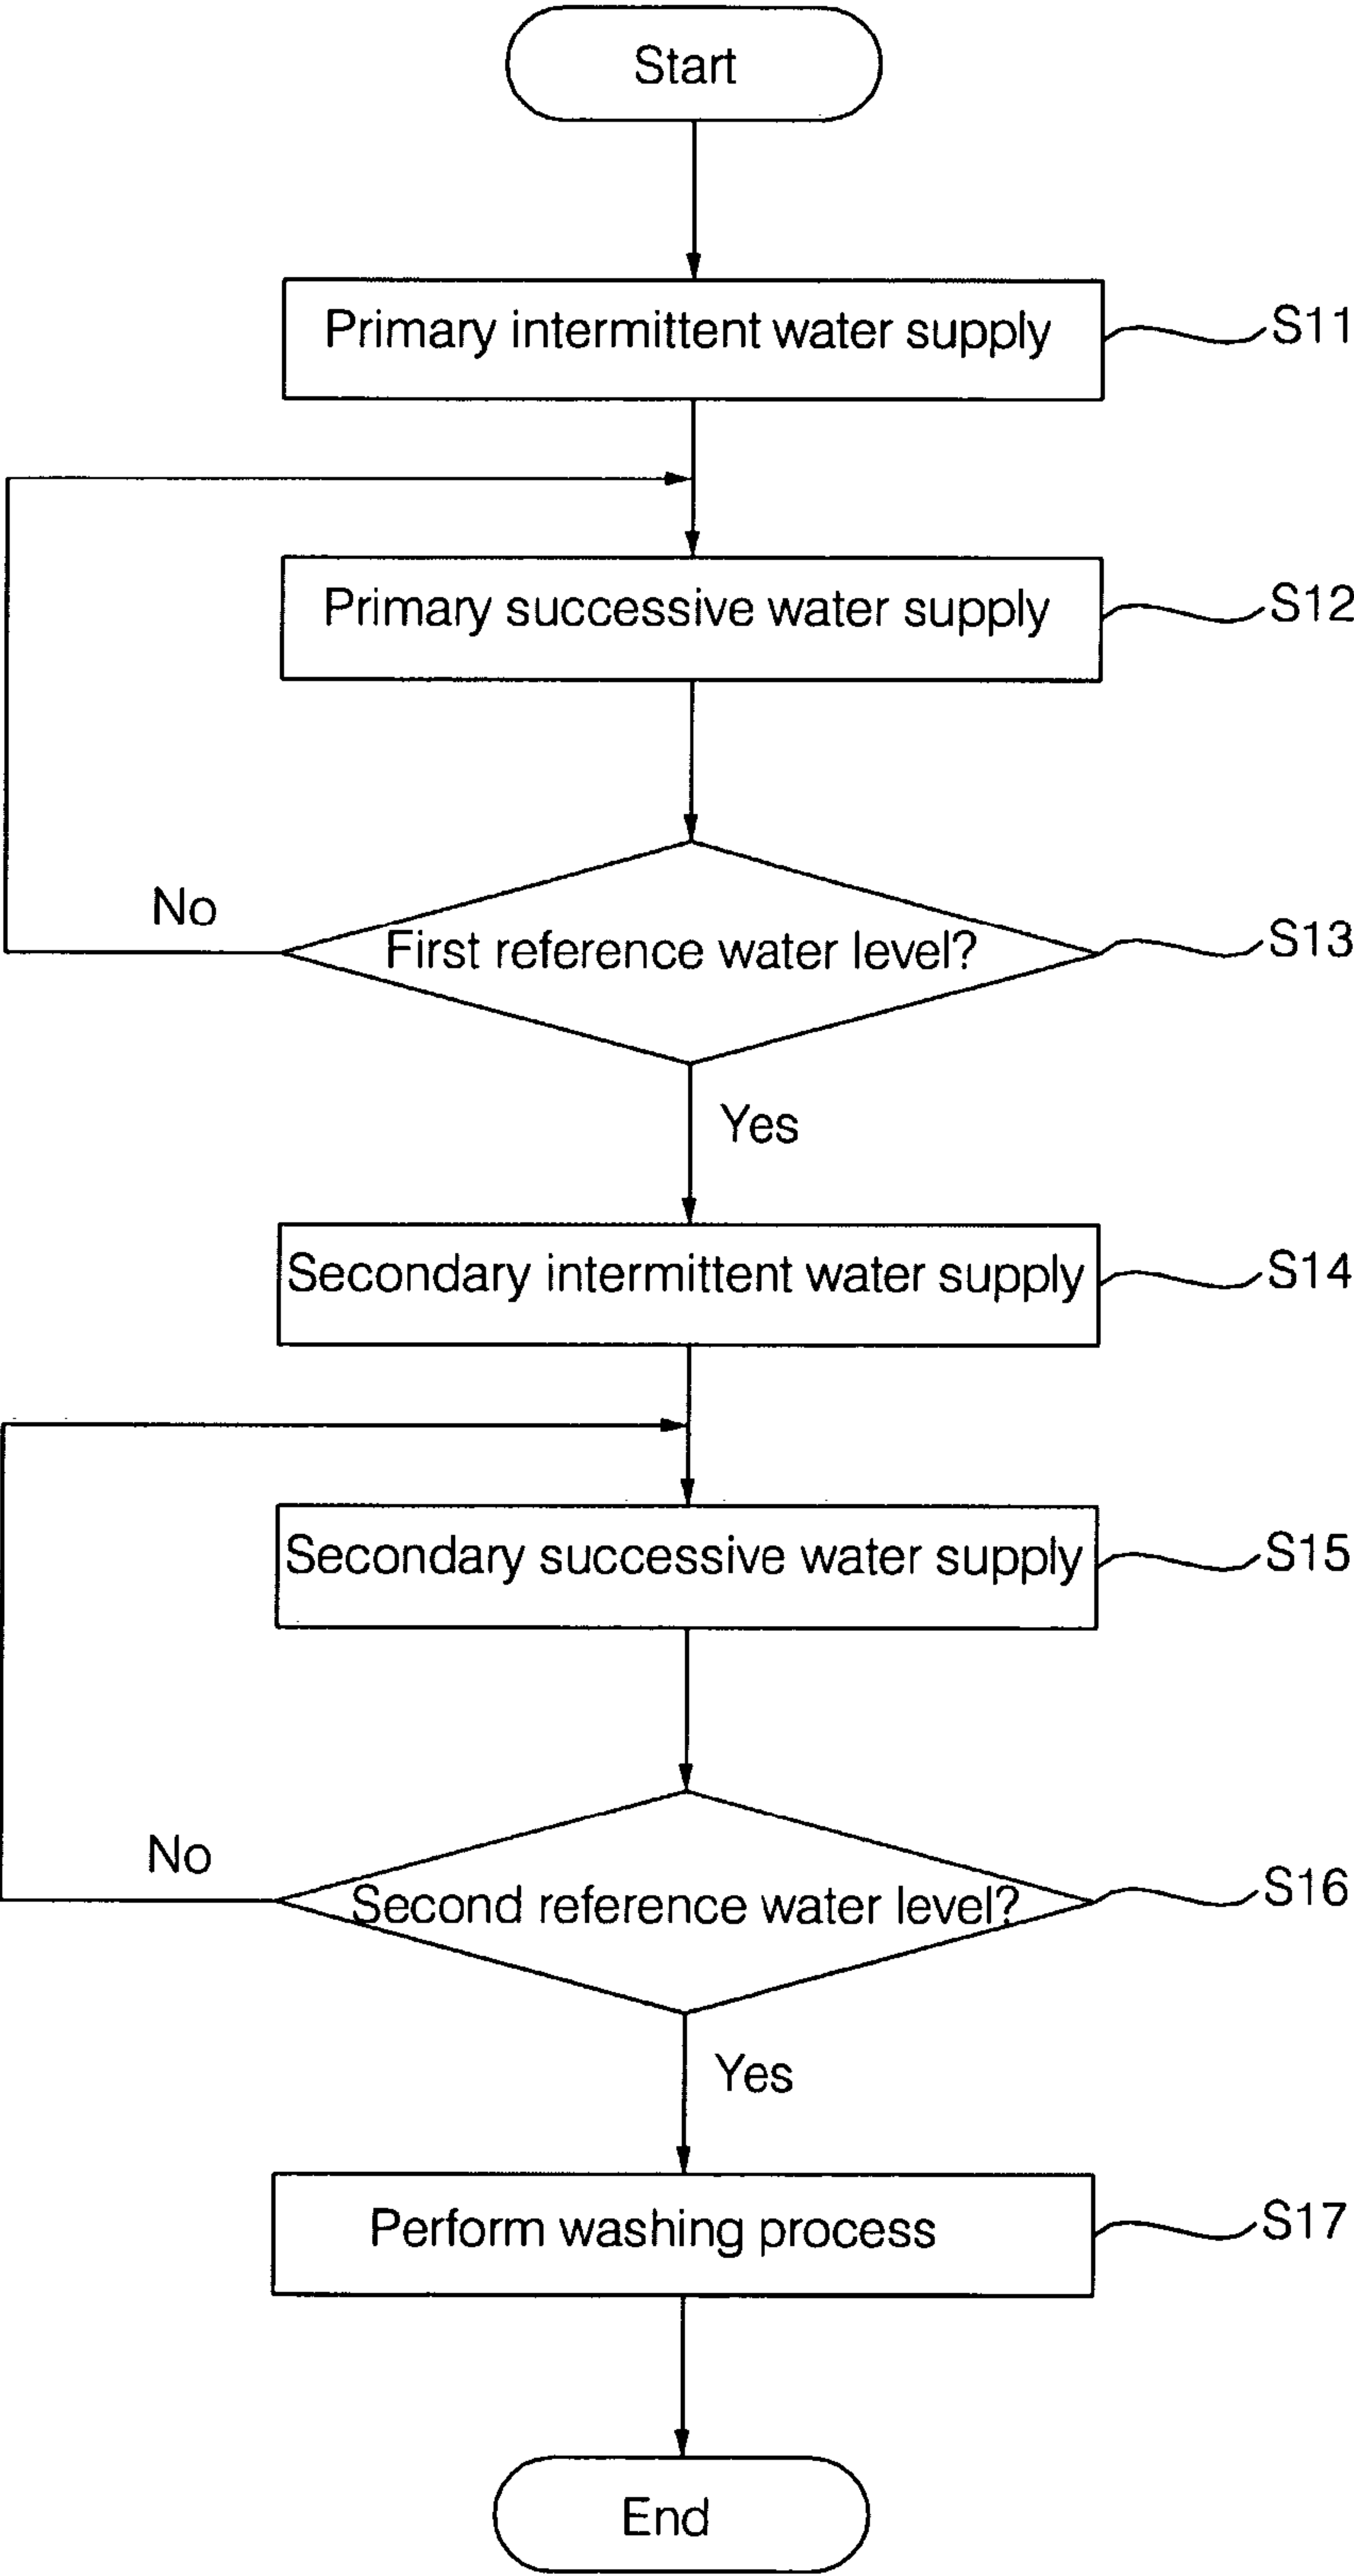 Start
Primary intermittent water supply
S11
Primary successive water supply
S12
No
First reference water level?
S13
Yes
Secondary intermittent water supply
S14
Secondary successive water supply
S15
No
Second reference water level?
S16
Yes
Perform washing process
S17
End